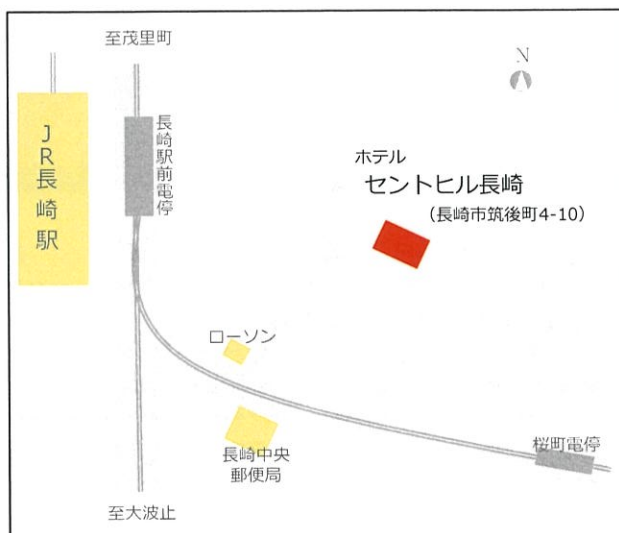 至茂里町
N
JR長崎駅
長崎駅前電停
ホテル
セントヒル長崎
(長崎市筑後町4-10)
ローソン
長崎中央
郵便局
桜町電停
至大波止